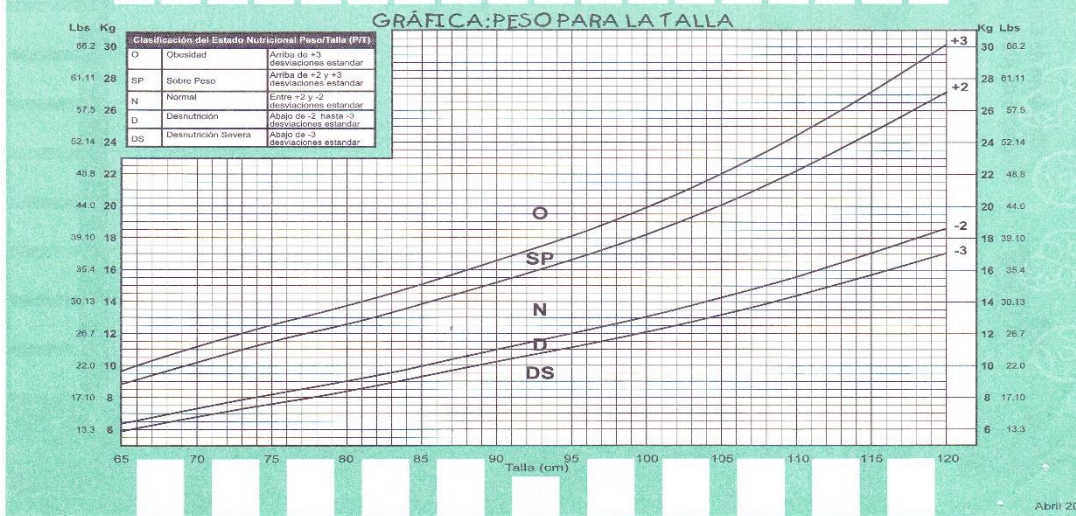 GRÁFICA: PESO PARA LA TALLA
Lbs Kg
Kg Lbs
Clasificación del Estado Nutricional Peso/Talla (P/T)
O Obesidad Arriba de +3
desviaciones estandar
SP Sobre Peso Arriba de +2 y +3
desviaciones estandar
N Normal Entre +2 y -2
desviaciones estandar
D Desnutrición Abajo de -2 hasta -3
desviaciones estandar
DS Desnutrición Severa Abajo de -3
desviaciones estandar
66.2 30
61.11 28
57.5 26
52.14 24
48.8 22
44.0 20
39.10 18
35.4 16
30.13 14
26.7 12
22.0 10
17.10 8
13.3 6
O
SP
N
D
DS
+3
+2
-2
-3
30 66.2
28 61.11
26 57.5
24 52.14
22 48.8
20 44.0
18 39.10
16 35.4
14 30.13
12 26.7
10 22.0
8 17.10
6 13.3
65 70 75 80 85 90 95 100 105 110 115 120
Talla (cm)
Abril 20